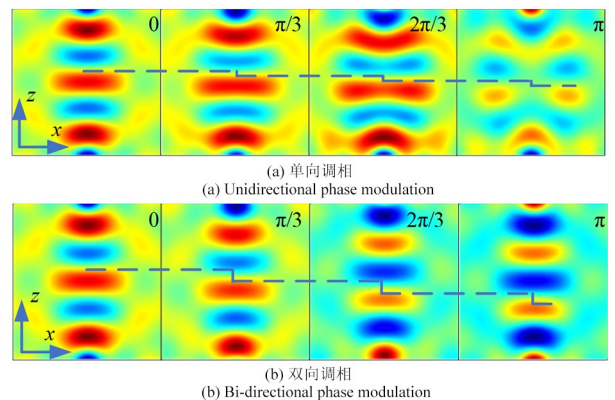 0 π/3 2π/3 π
z
x
(a) 单向调相
(a) Unidirectional phase modulation
0 π/3 2π/3 π
z
x
(b) 双向调相
(b) Bi-directional phase modulation